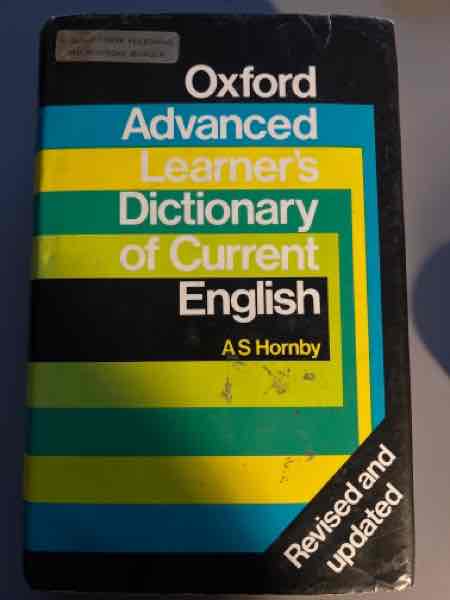 Oxford
Advanced
Learner's
Dictionary
of Current
English
A S Hornby
Revised and
updated